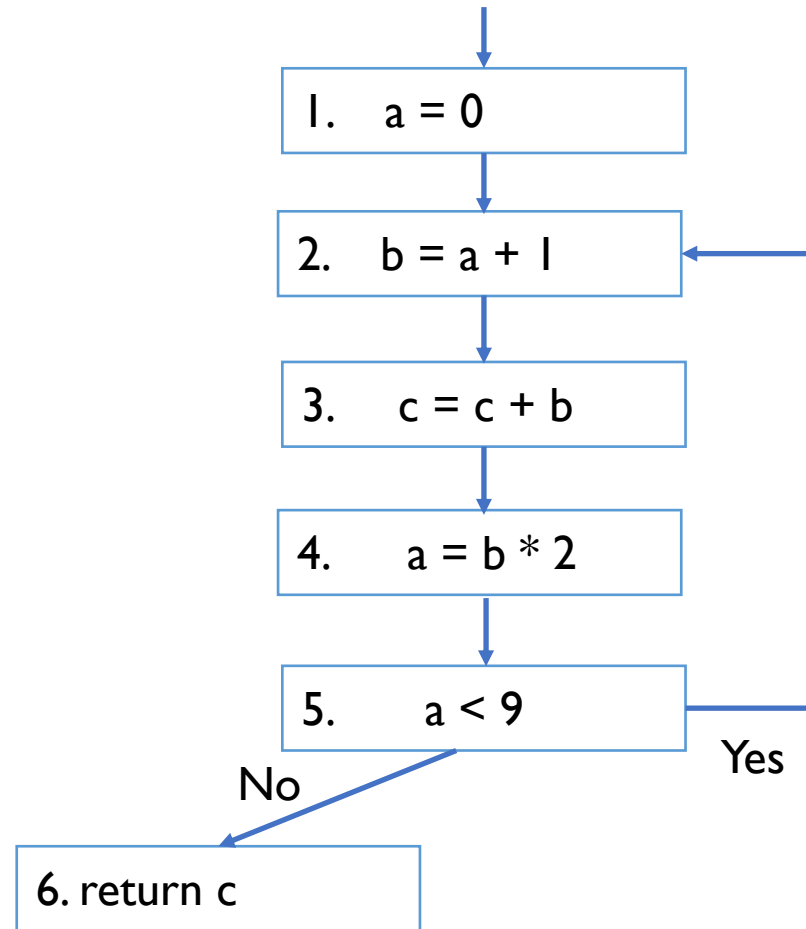 1. a = 0
2. b = a + 1
3. c = c + b
4. a = b * 2
5. a < 9
Yes
No
6. return c